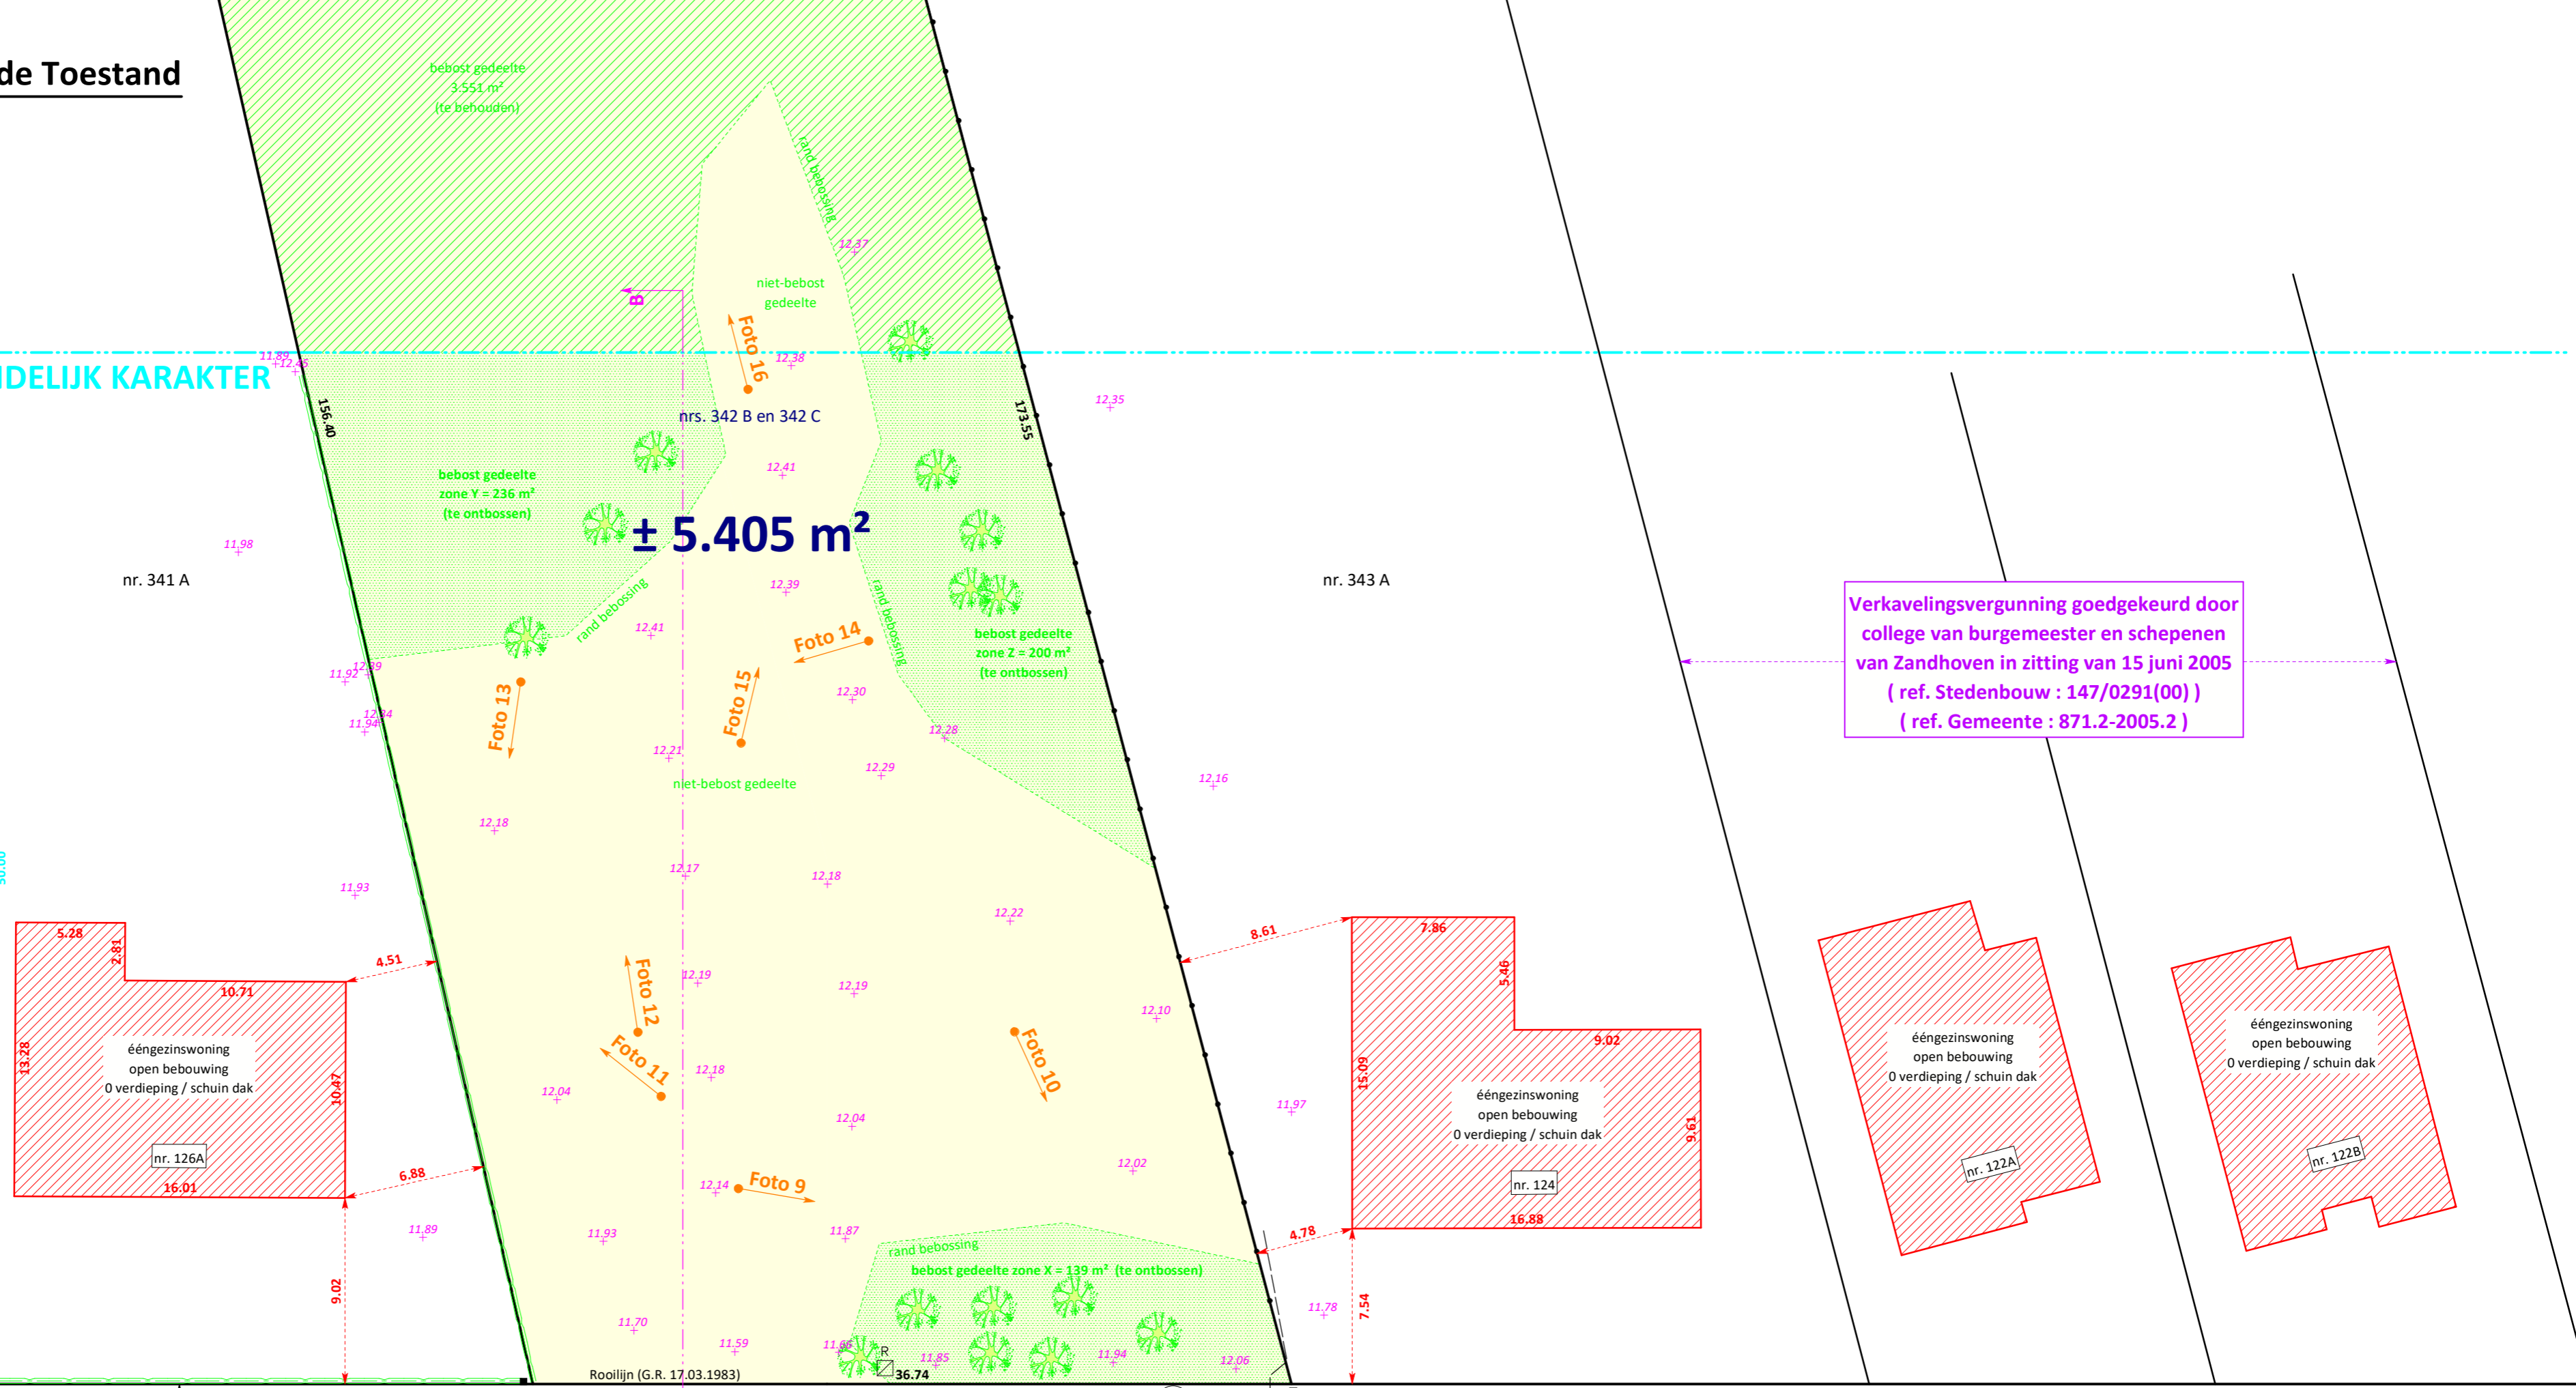 de Toestand
bebost gedeelte
3.551 m²
(te behouden)
rand bebossing
12.37
niet-bebost
gedeelte
B
Foto 16
12.38
11.89
12.45
IDELIJK KARAKTER
156.40
nrs. 342 B en 342 C
173.55
12.35
12.41
bebost gedeelte
zone Y = 236 m²
(te ontbossen)
± 5.405 m²
11.98
nr. 341 A
12.39
nr. 343 A
rand bebossing
rand bebossing
12.41
Foto 14
bebost gedeelte
zone Z = 200 m²
(te ontbossen)
Verkavelingsvergunning goedgekeurd door
college van burgemeester en schepenen
van Zandhoven in zitting van 15 juni 2005
( ref. Stedenbouw : 147/0291(00) )
( ref. Gemeente : 871.2-2005.2 )
12.39
11.92
12.34
11.94
Foto 13
Foto 15
12.30
12.28
12.21
12.29
12.16
niet-bebost gedeelte
12.18
50.00
12.17
12.18
11.93
12.22
5.28
2.81
4.51
10.71
8.61
7.86
5.46
12.19
12.19
12.10
Foto 12
Foto 11
Foto 10
13.28
10.47
ééngezinswoning
open bebouwing
0 verdieping / schuin dak
nr. 126A
16.01
6.88
9.02
12.04
12.18
12.04
11.97
12.02
12.14
Foto 9
11.89
11.93
11.87
15.09
9.02
9.61
ééngezinswoning
open bebouwing
0 verdieping / schuin dak
nr. 124
16.88
4.78
7.54
ééngezinswoning
open bebouwing
0 verdieping / schuin dak
nr. 122A
ééngezinswoning
open bebouwing
0 verdieping / schuin dak
nr. 122B
rand bebossing
bebost gedeelte zone X = 139 m² (te ontbossen)
11.78
11.70
11.59
11.66
11.85
11.94
12.06
Rooilijn (G.R. 17.03.1983)
R
36.74